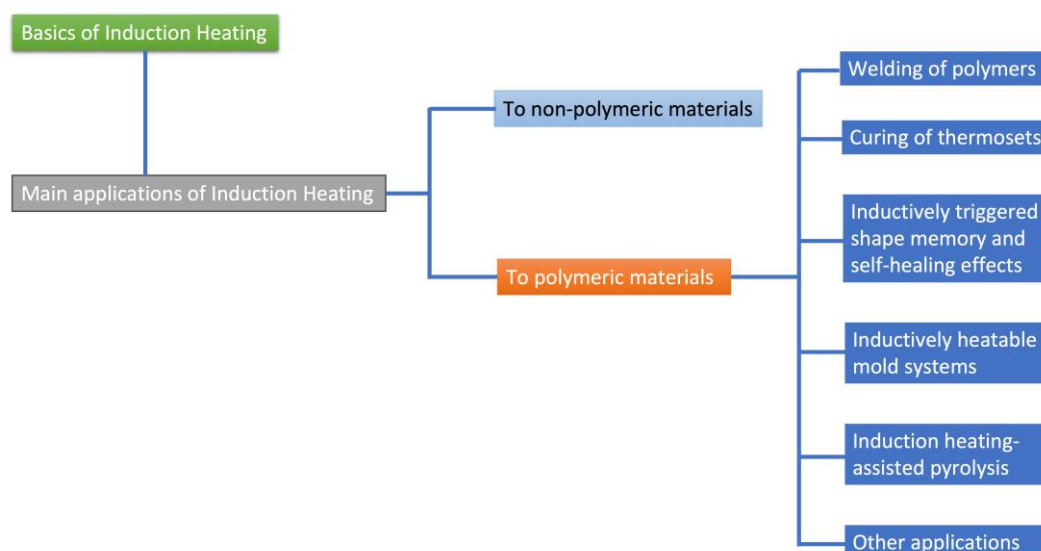 Basics of Induction Heating
Main applications of Induction Heating
To non-polymeric materials
To polymeric materials
Welding of polymers
Curing of thermosets
Inductively triggered
shape memory and
self-healing effects
Inductively heatable
mold systems
Induction heating-
assisted pyrolysis
Other applications